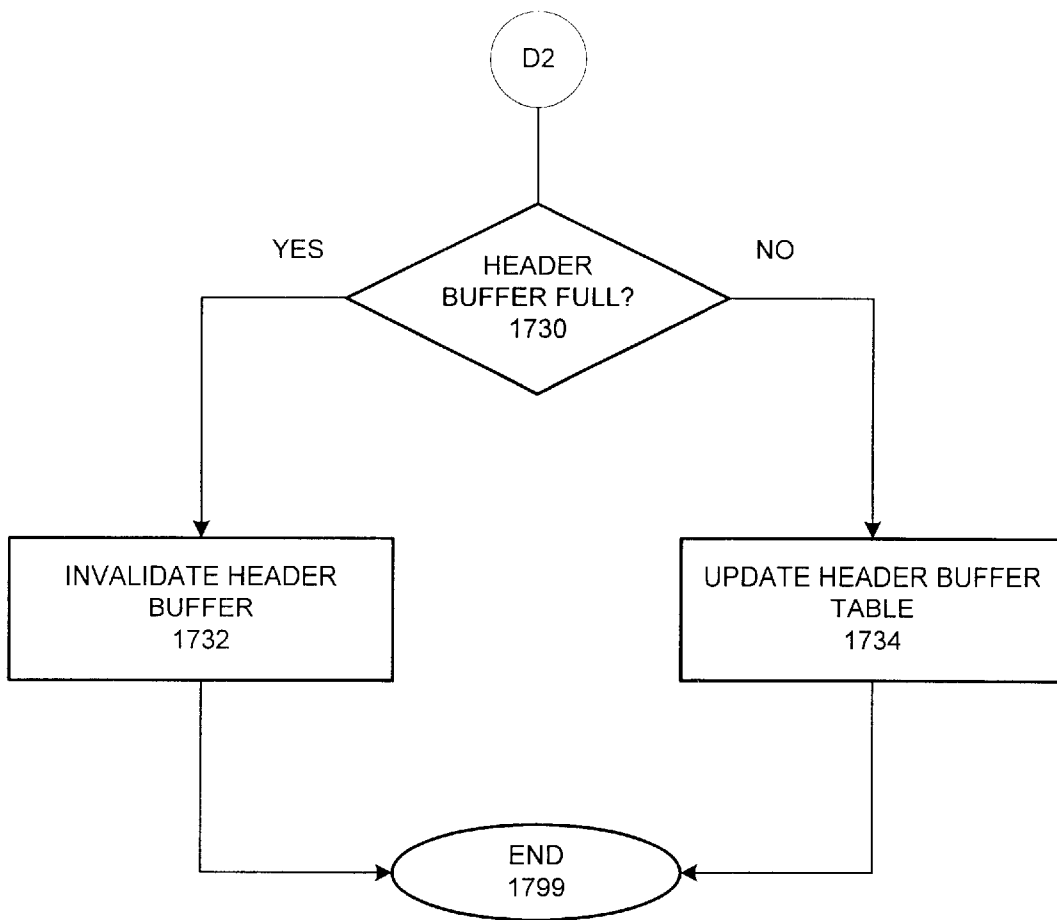 D2
YES
NO
HEADER
BUFFER FULL?
1730
INVALIDATE HEADER
BUFFER
1732
UPDATE HEADER BUFFER
TABLE
1734
END
1799